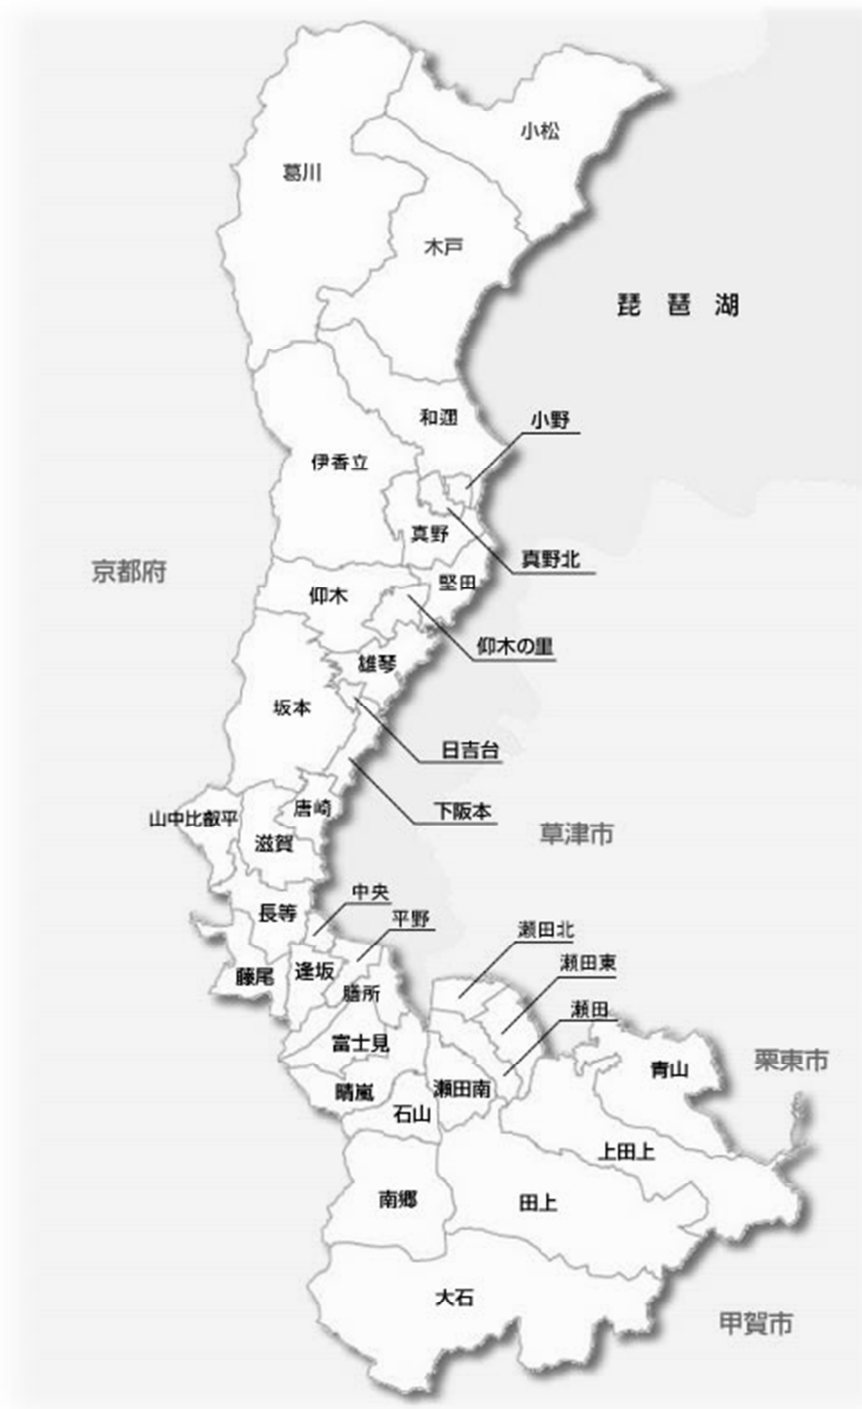 小松
葛川
木戸
琵琶湖
和邇
小野
伊香立
真野
真野北
京都府
堅田
仰木
仰木の里
雄琴
坂本
日吉台
下阪本
唐崎
山中比叡平
草津市
滋賀
中央
長等
平野
瀬田北
瀬田東
逢坂
藤尾
膳所
瀬田
富士見
栗東市
青山
瀬田南
晴嵐
石山
上田上
南郷
田上
大石
甲賀市